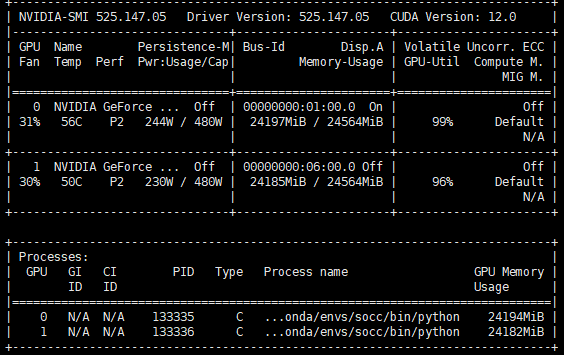 +-----------------------------------------------------------------------------+
| NVIDIA-SMI 525.147.05   Driver Version: 525.147.05   CUDA Version: 12.0     |
|-------------------------------+----------------------+----------------------+
| GPU  Name        Persistence-M| Bus-Id        Disp.A | Volatile Uncorr. ECC |
| Fan  Temp  Perf  Pwr:Usage/Cap|         Memory-Usage | GPU-Util  Compute M. |
|                               |                      |               MIG M. |
|===============================+======================+======================|
|   0  NVIDIA GeForce ...  Off  | 00000000:01:00.0  On |                  Off |
| 31%   56C    P2   244W / 480W |  24197MiB / 24564MiB |     99%      Default |
|                               |                      |                  N/A |
+-------------------------------+----------------------+----------------------+
|   1  NVIDIA GeForce ...  Off  | 00000000:06:00.0 Off |                  Off |
| 30%   50C    P2   230W / 480W |  24185MiB / 24564MiB |     96%      Default |
|                               |                      |                  N/A |
+-------------------------------+----------------------+----------------------+
+-----------------------------------------------------------------------------+
| Processes:                                                                  |
|  GPU   GI   CI        PID   Type   Process name                  GPU Memory |
|        ID   ID                                                   Usage      |
|=============================================================================|
|    0   N/A  N/A    133335      C   ...onda/envs/socc/bin/python    24194MiB |
|    1   N/A  N/A    133336      C   ...onda/envs/socc/bin/python    24182MiB |
+-----------------------------------------------------------------------------+